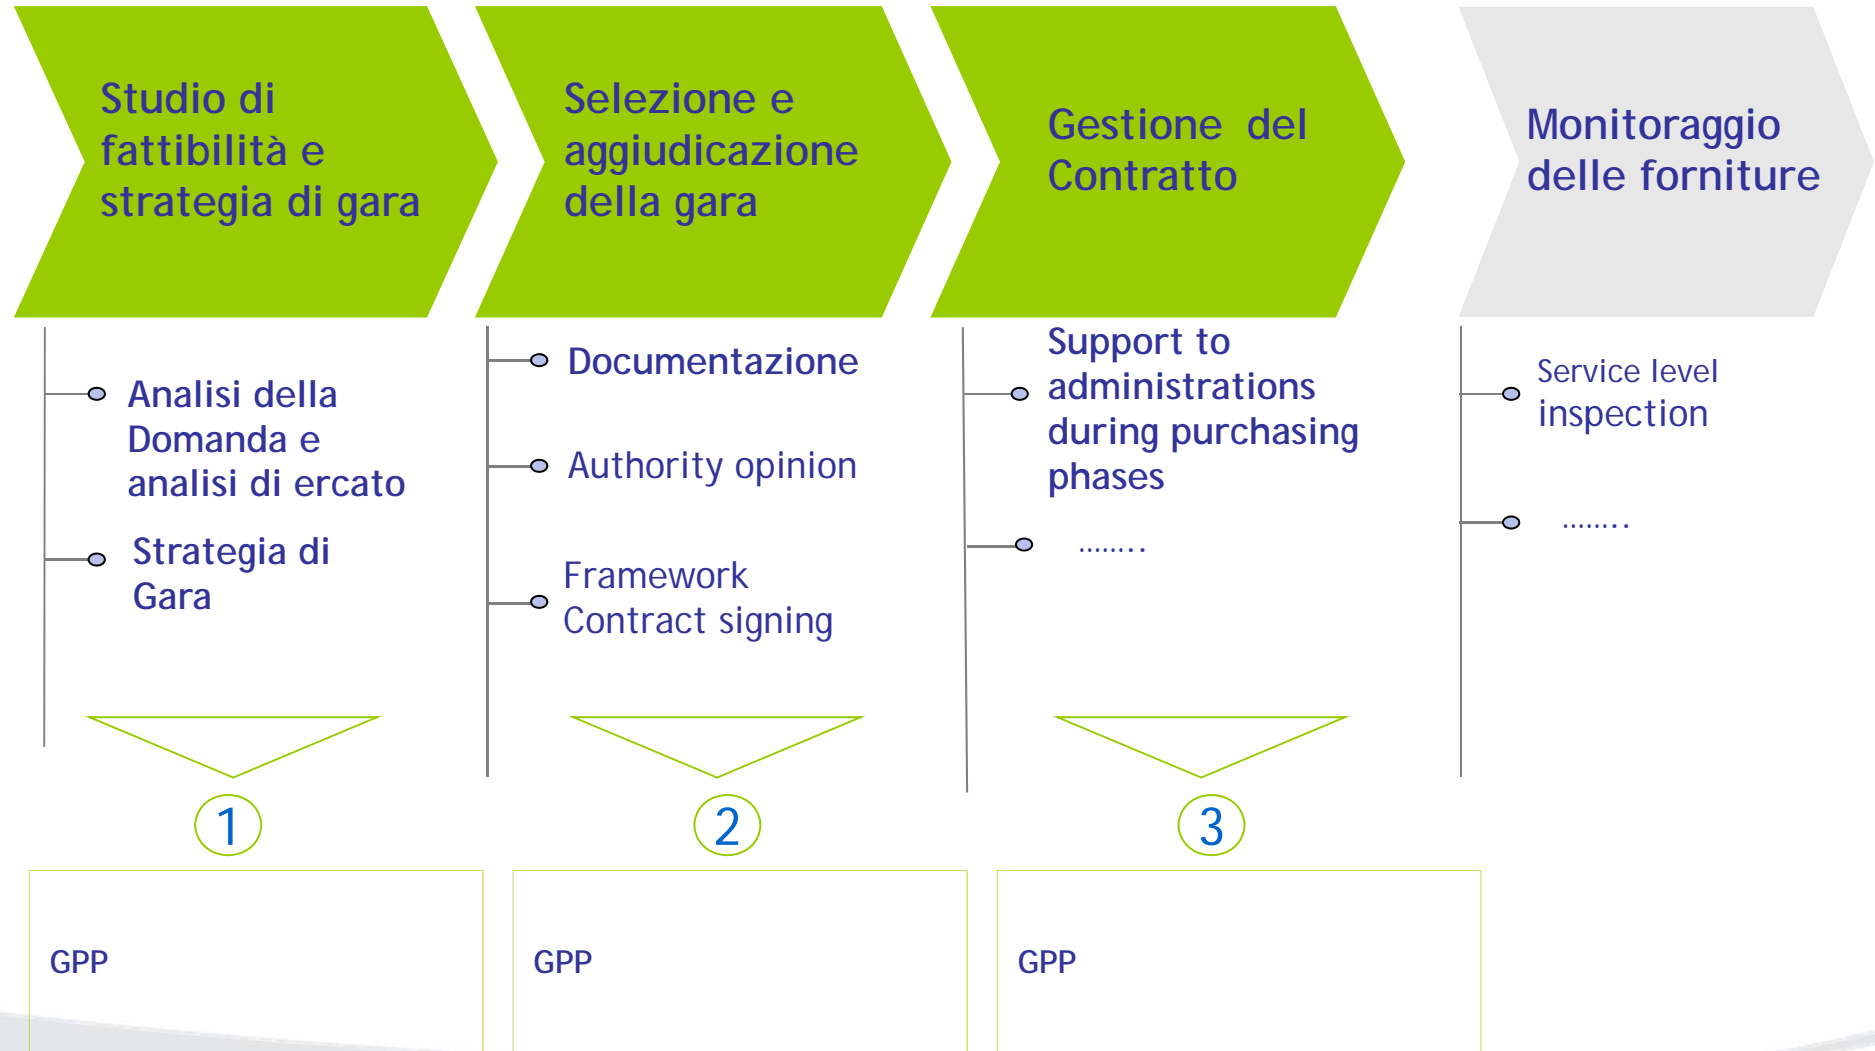 Studio di
fattibilità e
strategia di gara
Selezione e
aggiudicazione
della gara
Gestione del
Contratto
Monitoraggio
delle forniture
Analisi della
Domanda e
analisi di ercato
Strategia di
Gara
Documentazione
Authority opinion
Framework
Contract signing
Support to
administrations
during purchasing
phases
........
Service level
inspection
........
1
2
3
GPP
GPP
GPP